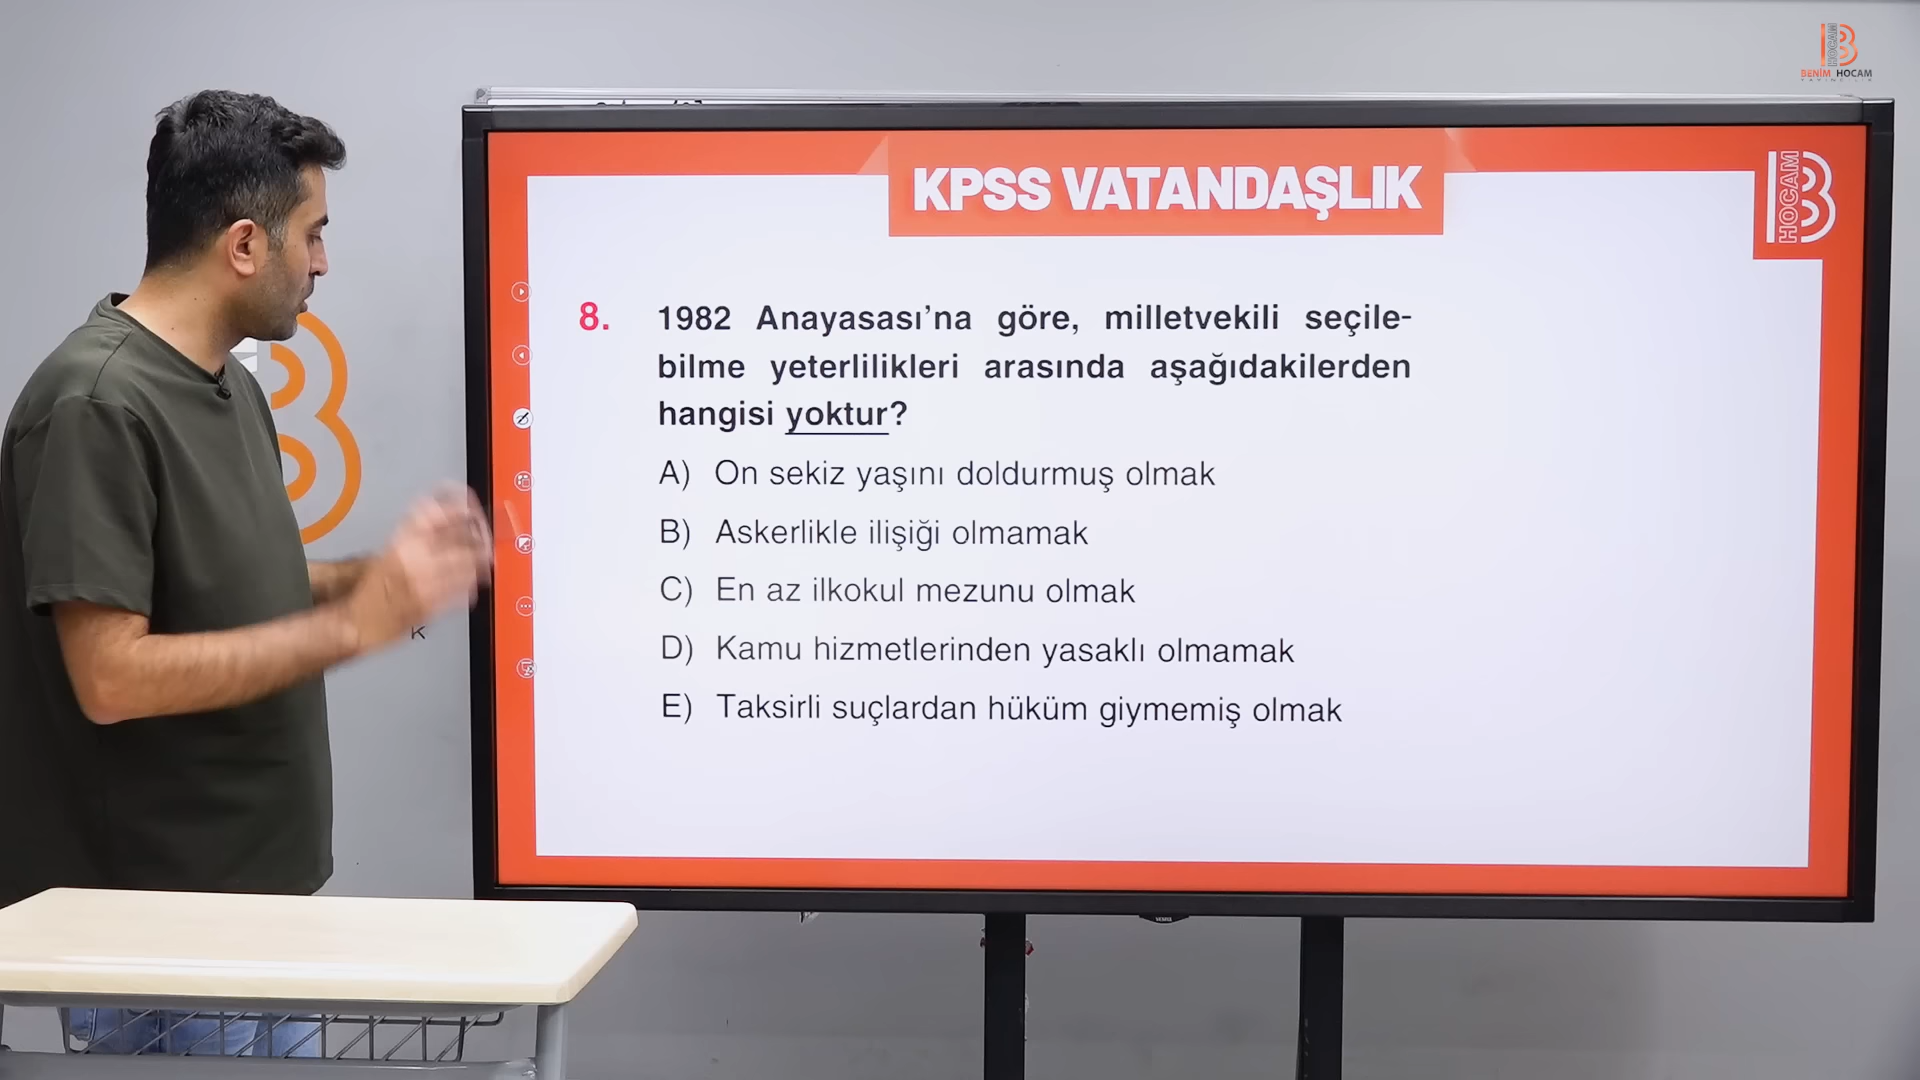 HOCAM
BENİM HOCAM
YAYINCILIK
KPSS VATANDAŞLIK
HOCAM
8. 1982 Anayasası'na göre, milletvekili seçile-
bilme yeterlilikleri arasında aşağıdakilerden
hangisi yoktur?
A) On sekiz yaşını doldurmuş olmak
B) Askerlikle ilişiği olmamak
C) En az ilkokul mezunu olmak
D) Kamu hizmetlerinden yasaklı olmamak
E) Taksirli suçlardan hüküm giymemiş olmak
K